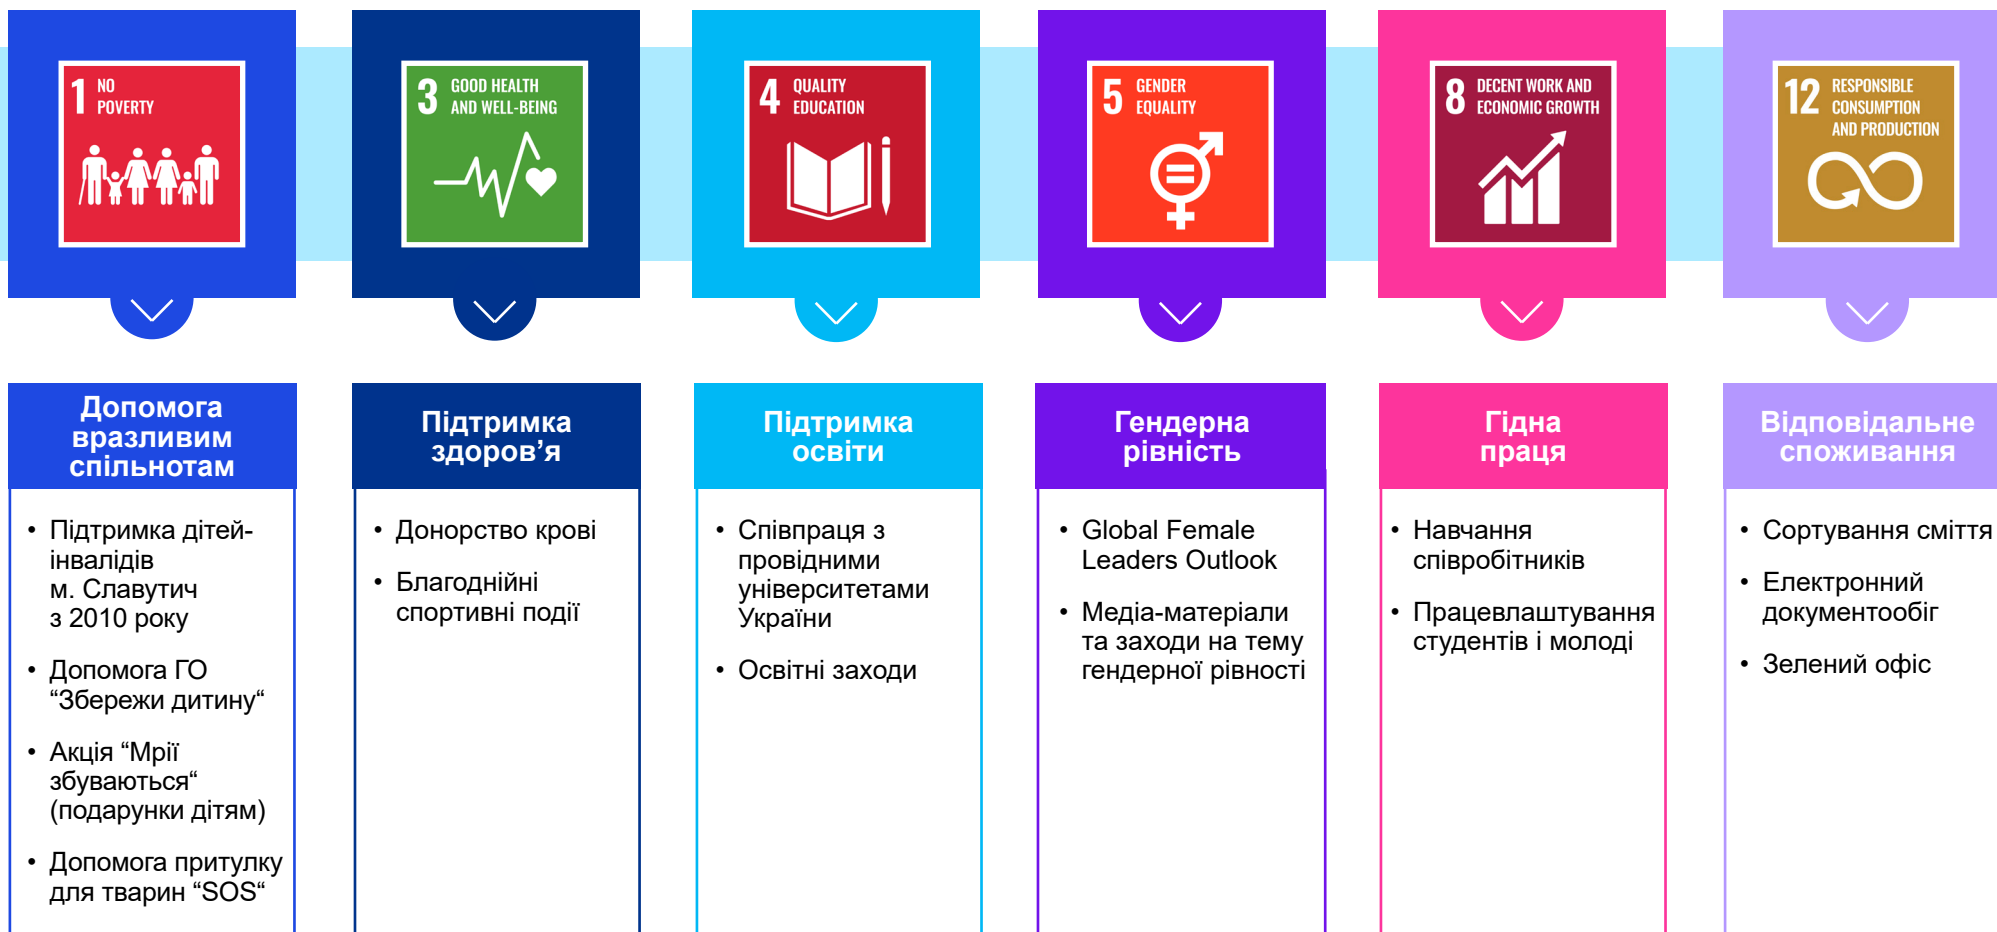 1 NO
POVERTY
3 GOOD HEALTH
AND WELL-BEING
4 QUALITY
EDUCATION
5 GENDER
EQUALITY
8 DECENT WORK AND
ECONOMIC GROWTH
12 RESPONSIBLE
CONSUMPTION
AND PRODUCTION
Допомога
вразливим
спільнотам
• Підтримка дітей-
інвалідів
м. Славутич
з 2010 року
• Допомога ГО
“Збережи дитину“
• Акція “Мрії
збуваються“
(подарунки дітям)
• Допомога притулку
для тварин “SOS“
Підтримка
здоров’я
• Донорство крові
• Благоднійні
спортивні події
Підтримка
освіти
• Співпраця з
провідними
університетами
України
• Освітні заходи
Гендерна
рівність
• Global Female
Leaders Outlook
• Медіа-матеріали
та заходи на тему
гендерної рівності
Гідна
праця
• Навчання
співробітників
• Працевлаштування
студентів і молоді
Відповідальне
споживання
• Сортування сміття
• Електронний
документообіг
• Зелений офіс